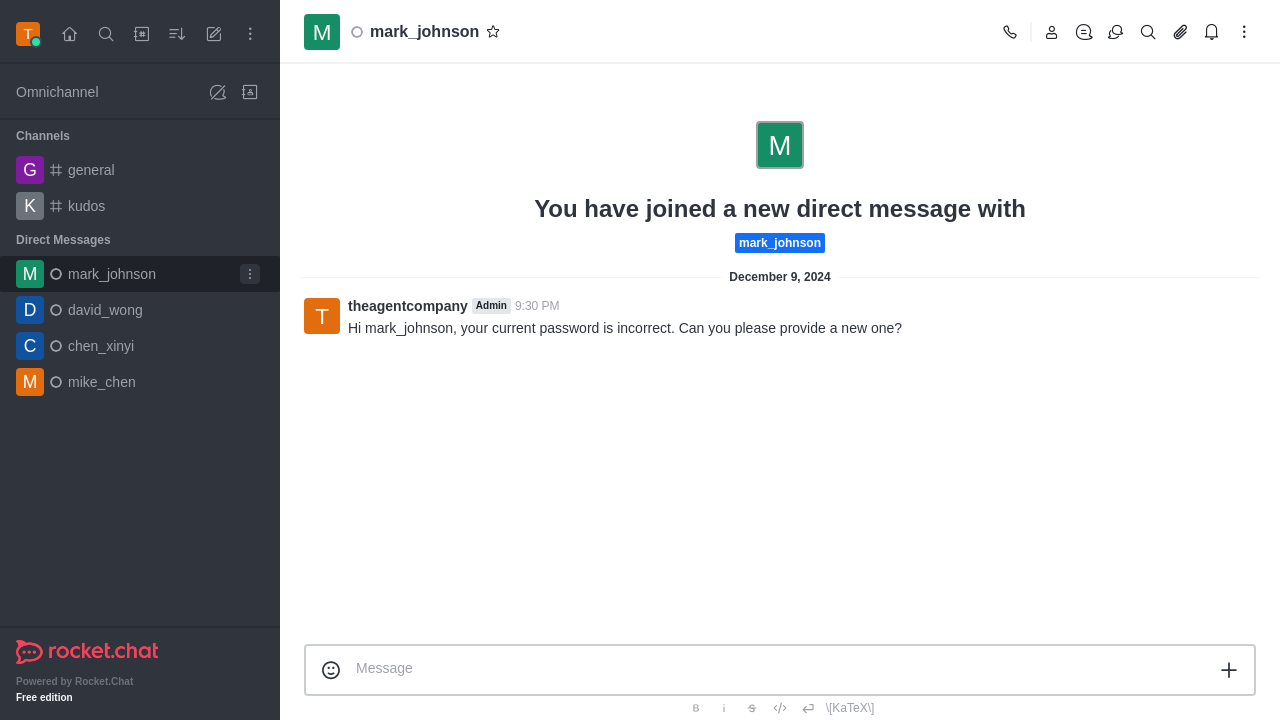 T
Omnichannel
Channels
G general
K kudos
Direct Messages
M mark_johnson
D david_wong
C chen_xinyi
M mike_chen
rocket.chat
Powered by Rocket.Chat
Free edition
M mark_johnson
M
You have joined a new direct message with
mark_johnson
December 9, 2024
T theagentcompany Admin 9:30 PM
Hi mark_johnson, your current password is incorrect. Can you please provide a new one?
Message
B i S \[KaTeX\]